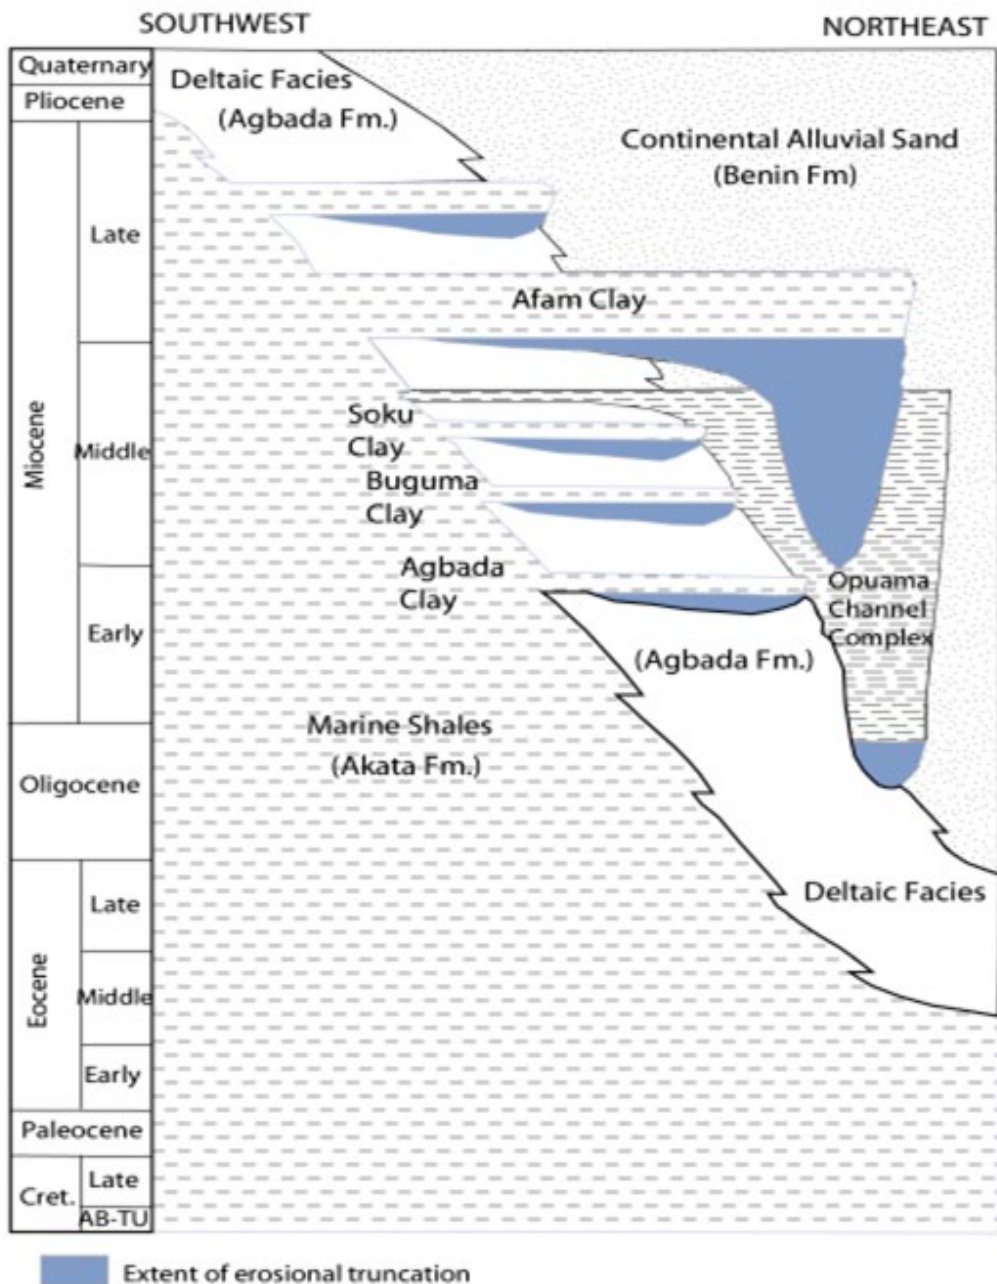 SOUTHWEST
NORTHEAST
Quaternary
Pliocene
Miocene
Late
Middle
Early
Oligocene
Eocene
Late
Middle
Early
Paleocene
Cret.
Late
AB-TU
Deltaic Facies
(Agbada Fm.)
Continental Alluvial Sand
(Benin Fm)
Afam Clay
Soku
Clay
Buguma
Clay
Agbada
Clay
Opuama
Channel
Complex
(Agbada Fm.)
Marine Shales
(Akata Fm.)
Deltaic Facies
Extent of erosional truncation